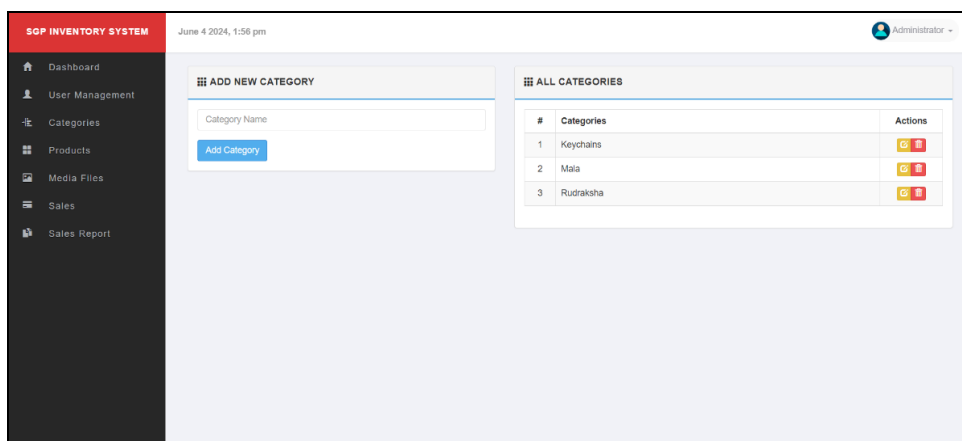 SGP INVENTORY SYSTEM
June 4 2024, 1:56 pm
Administrator
Dashboard
User Management
Categories
Products
Media Files
Sales
Sales Report
ADD NEW CATEGORY
Category Name
Add Category
ALL CATEGORIES
# Categories Actions
1 Keychains
2 Mala
3 Rudraksha